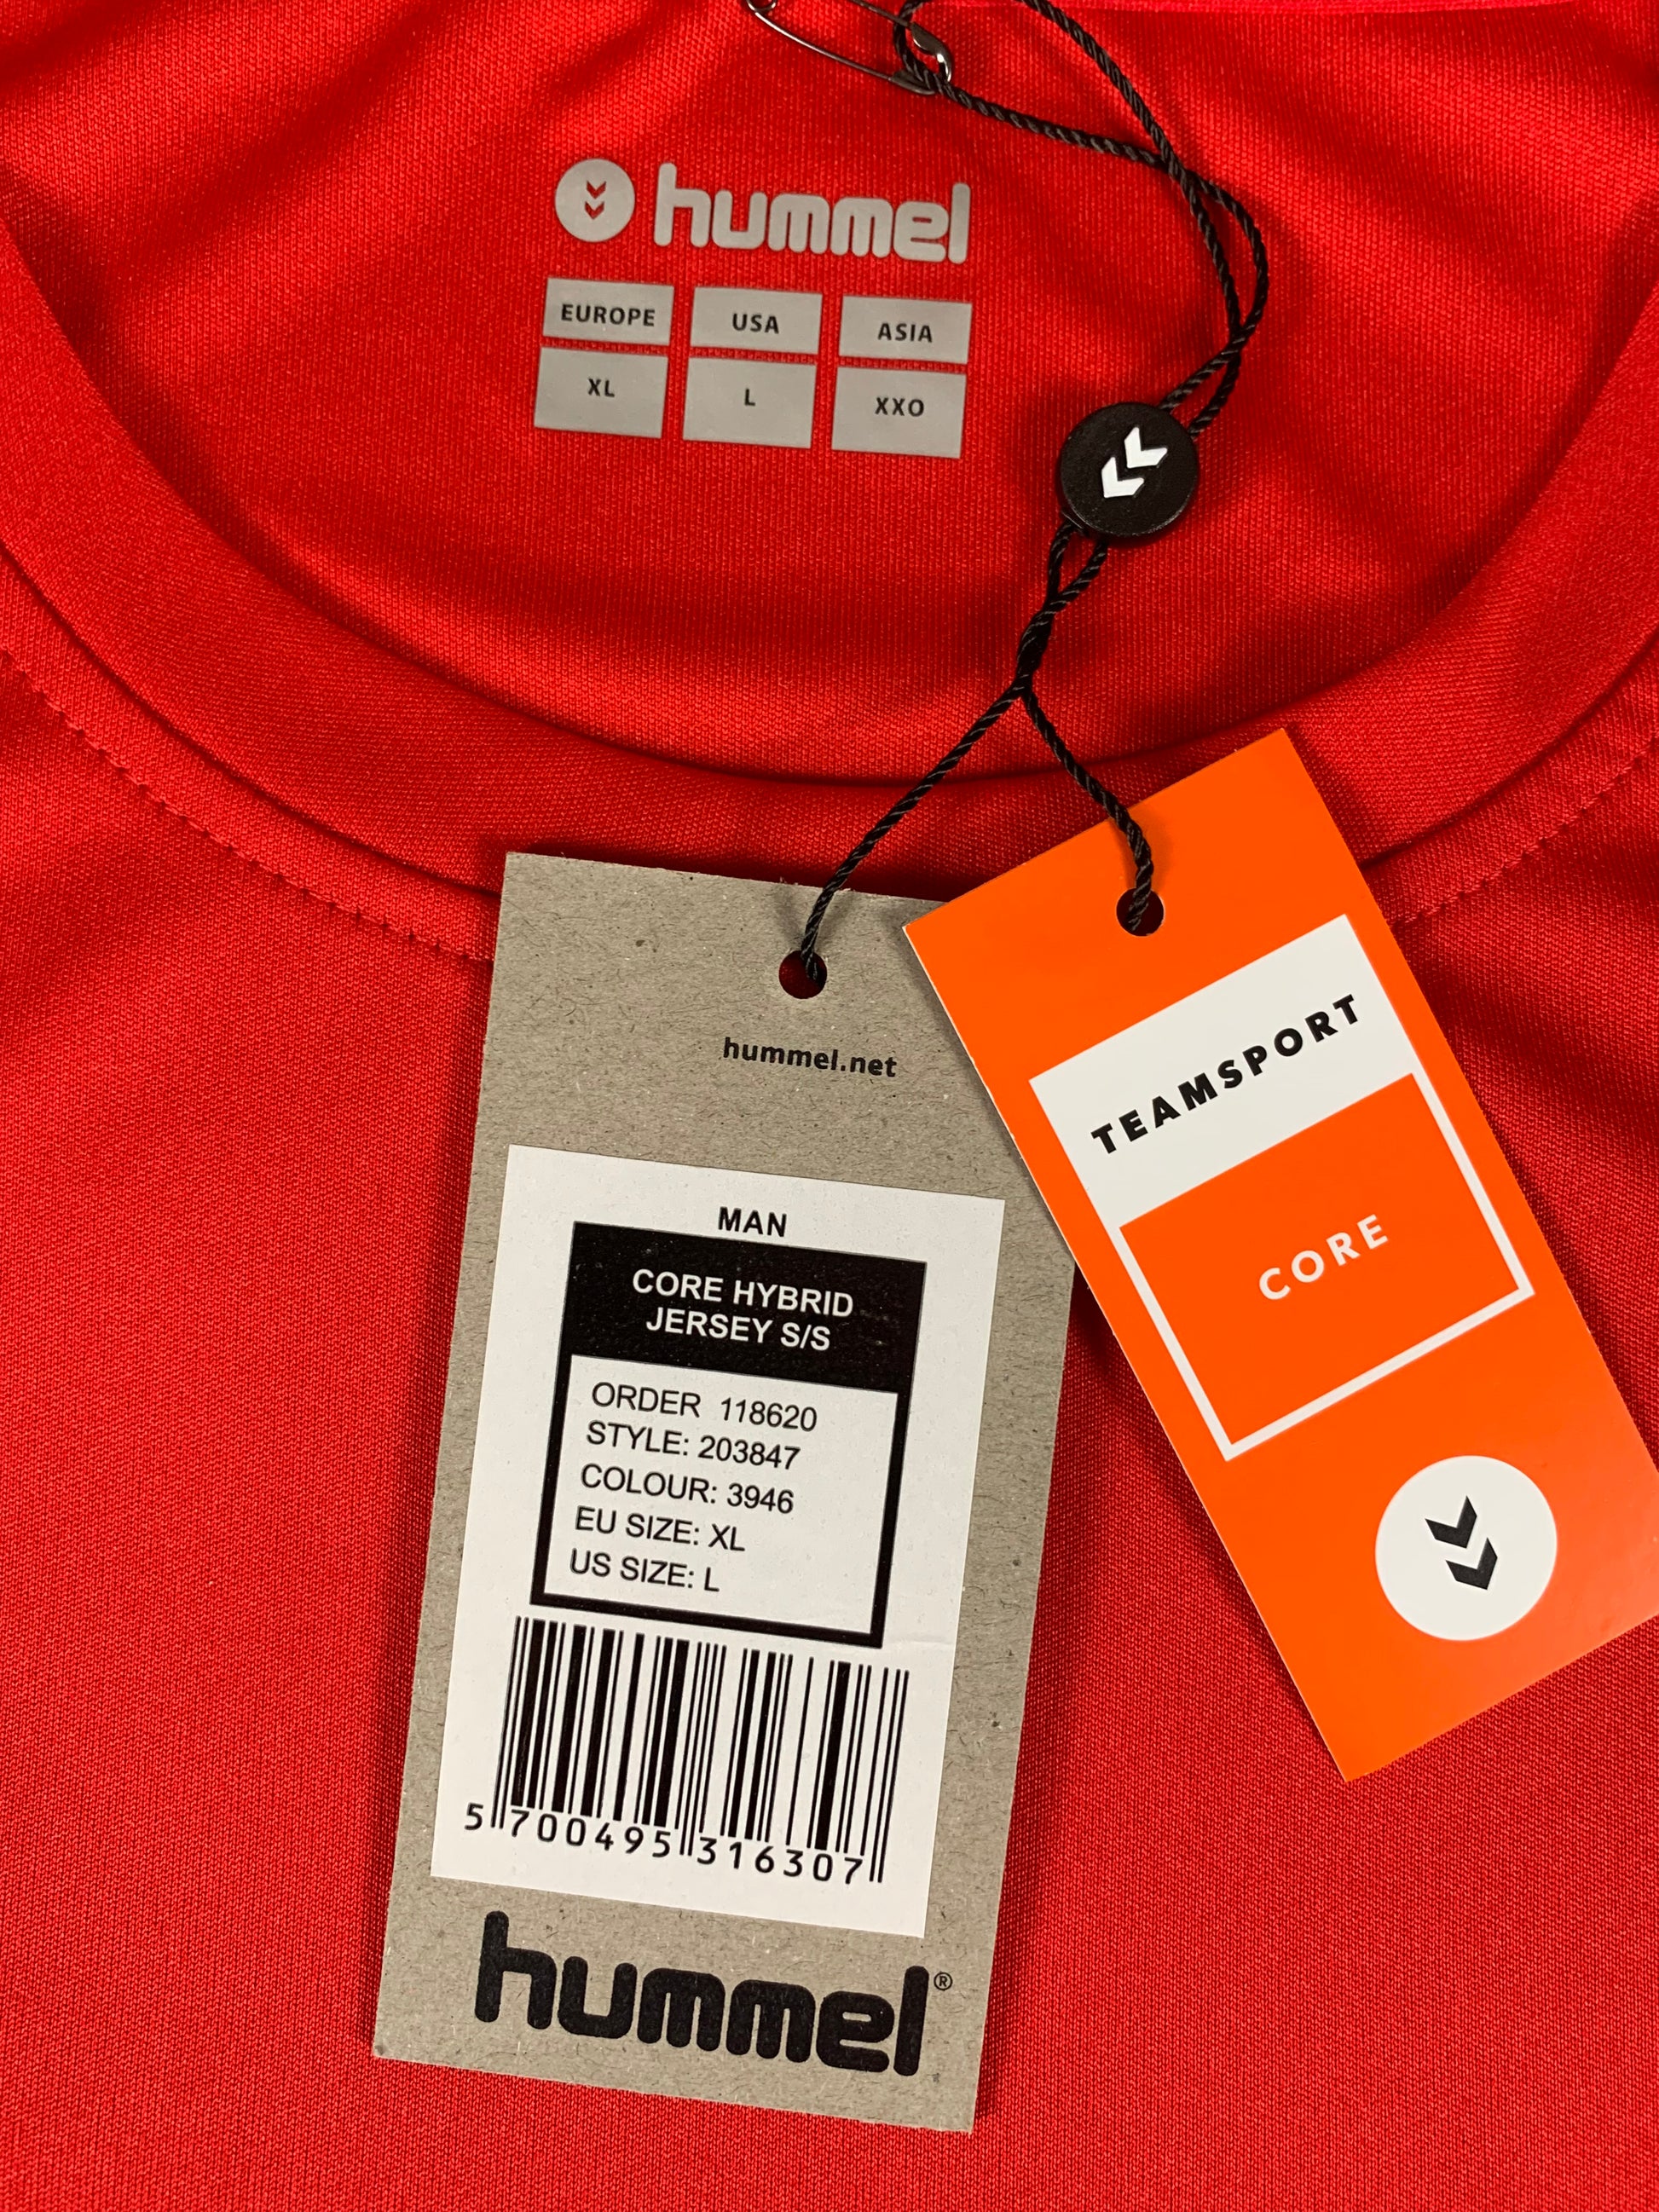 hummel
EUROPE USA ASIA
XL L XXO
hummel.net
MAN
CORE HYBRID
JERSEY S/S
ORDER 118620
STYLE: 203847
COLOUR: 3946
EU SIZE: XL
US SIZE: L
5 700495 316307
hummel®
TEAMSPORT
CORE